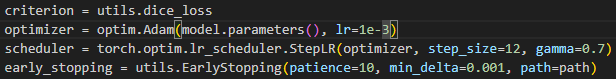 criterion = utils.dice_loss
optimizer = optim.Adam(model.parameters(), lr=1e-3)
scheduler = torch.optim.lr_scheduler.StepLR(optimizer, step_size=12, gamma=0.7)
early_stopping = utils.EarlyStopping(patience=10, min_delta=0.001, path=path)